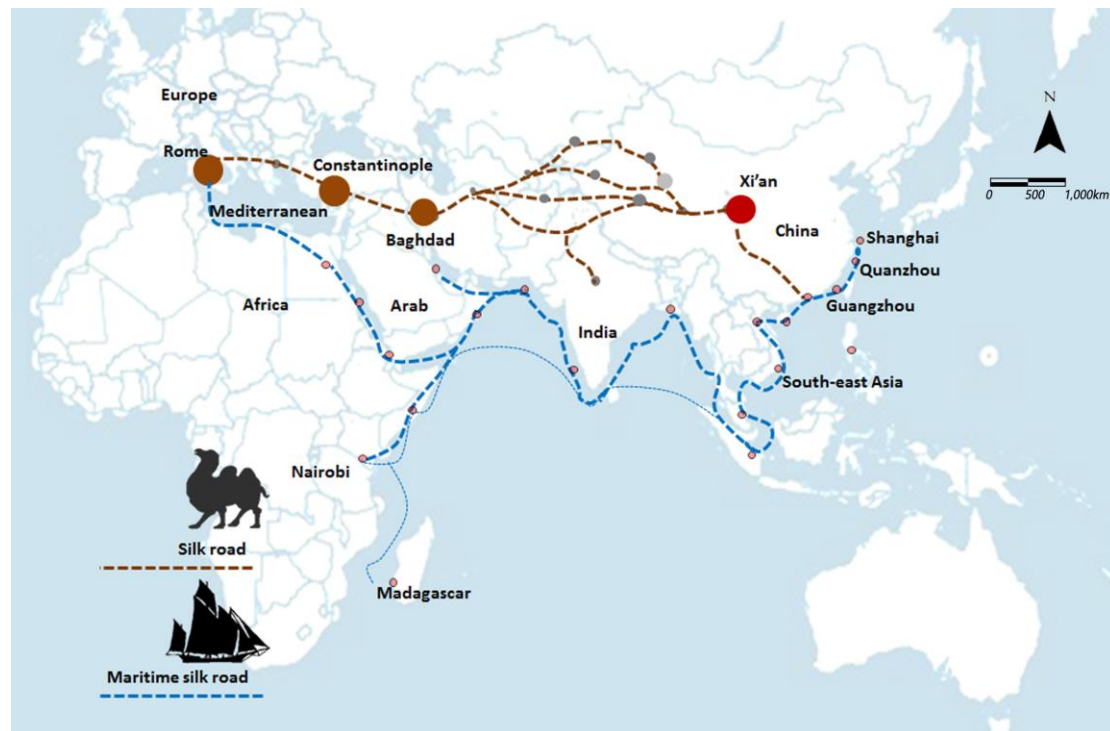 Europe
N
Rome
Constantinople
Xi'an
0 500 1,000km
Mediterranean
China
Shanghai
Baghdad
Quanzhou
Africa
Arab
Guangzhou
India
South-east Asia
Nairobi
Silk road
Madagascar
Maritime silk road